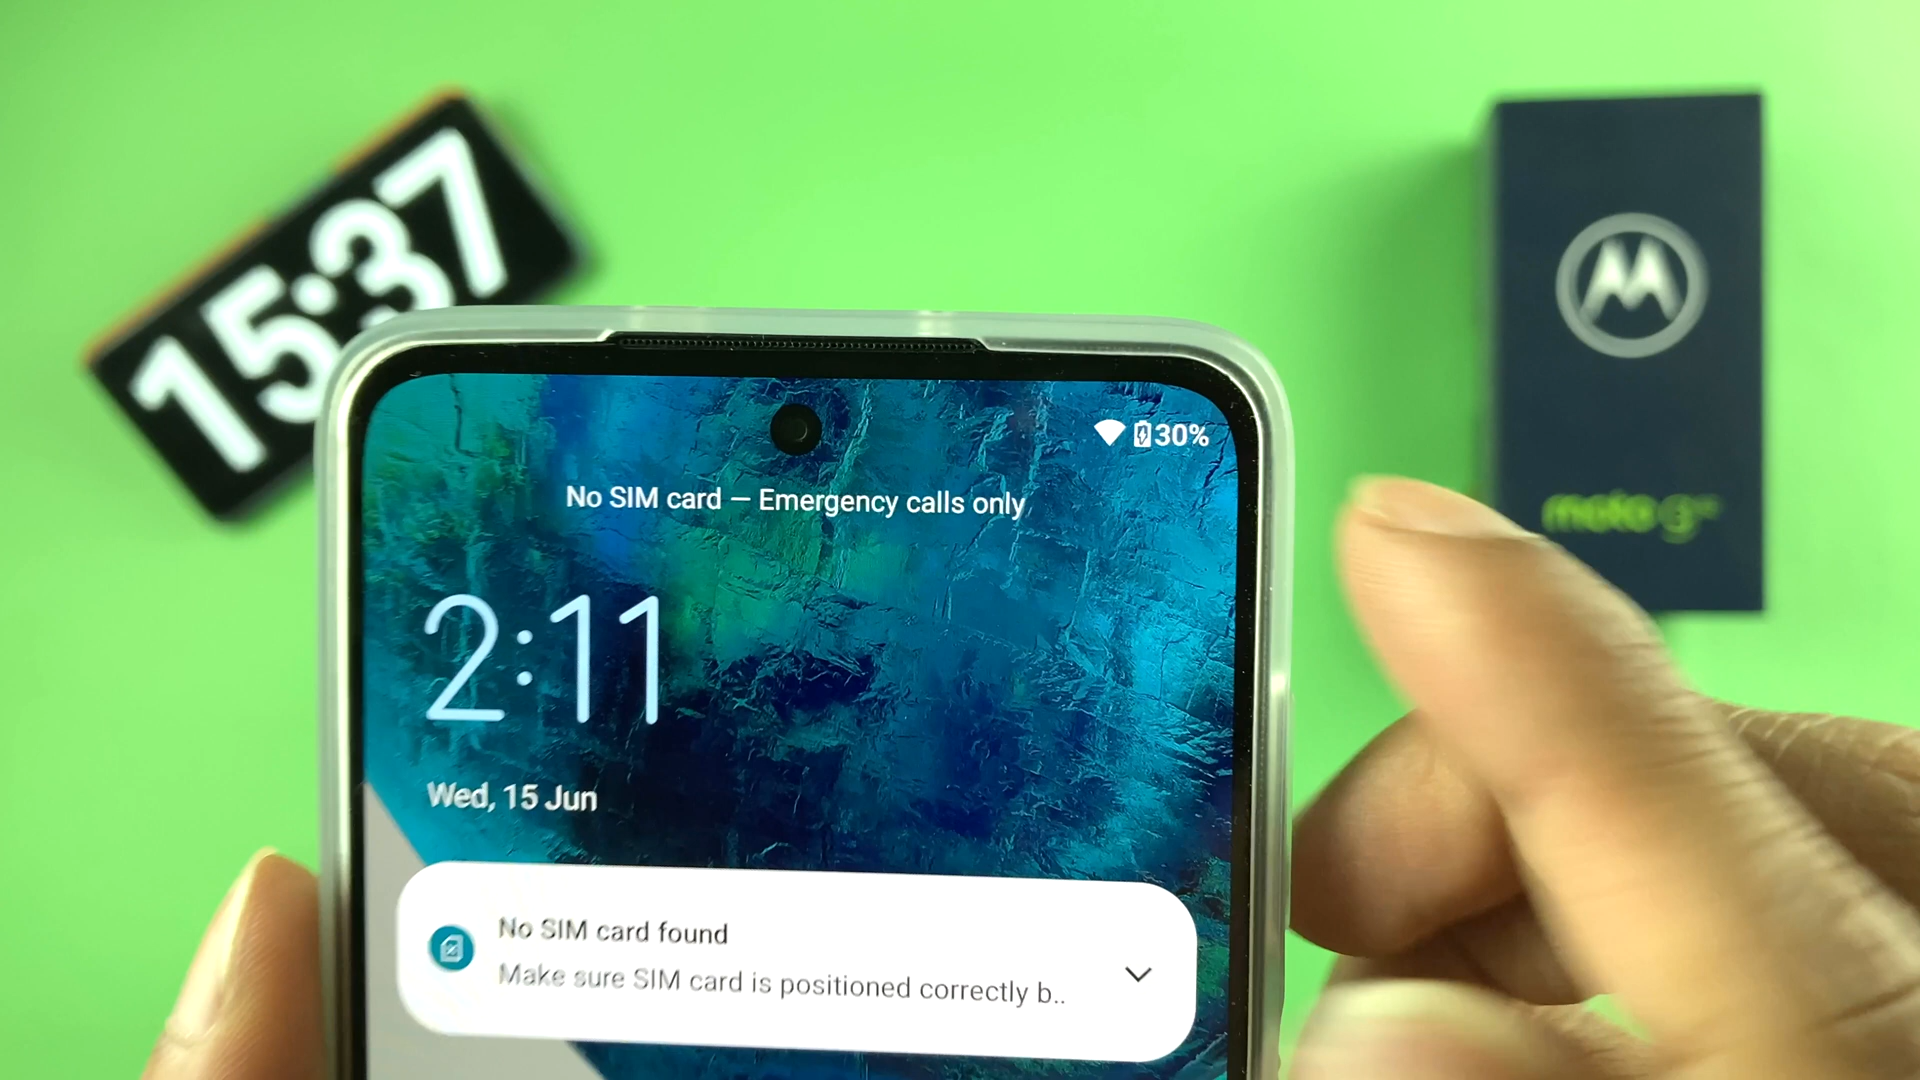 15:37
30%
No SIM card – Emergency calls only
2:11
Wed, 15 Jun
No SIM card found
Make sure SIM card is positioned correctly b..
moto g